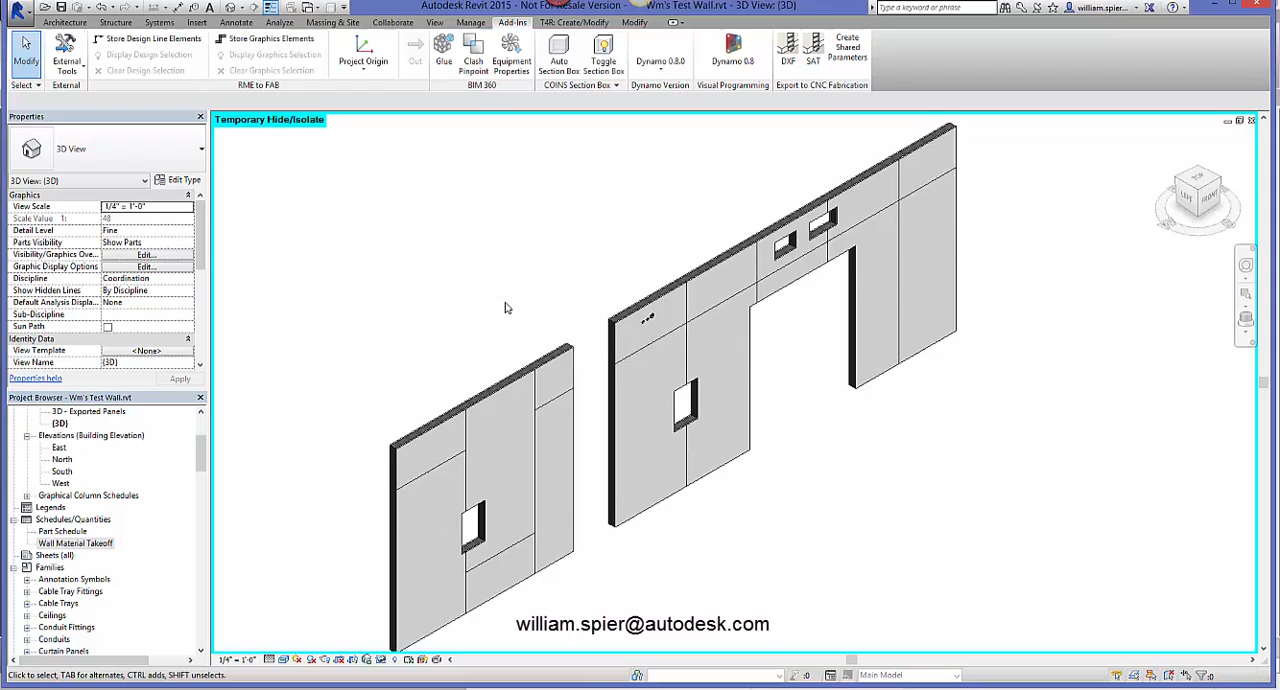 Autodesk Revit 2015 - Not For Resale Version - Wm's Test Wall.rvt - 3D View: {3D}
Type a keyword or phrase
william.spier...
Architecture Structure Systems Insert Annotate Analyze Massing & Site Collaborate View Manage Add-Ins T4R: Create/Modify Modify
Modify
External Tools
Store Design Line Elements
Display Design Selection
Clear Design Selection
Store Graphics Elements
Display Graphics Selection
Clear Graphics Selection
Project Origin
Out
Glue
Clash Pinpoint
Equipment Properties
Auto Section Box
Toggle Section Box
Dynamo 0.8.0
Dynamo 0.8
DXF
SAT
Create Shared Parameters
Select External RME to FAB BIM 360 COINS Section Box Dynamo Version Visual Programming Export to CNC Fabrication
Properties
3D View
3D View: {3D} Edit Type
Graphics
View Scale 1/4" = 1'-0"
Scale Value 1: 48
Detail Level Fine
Parts Visibility Show Parts
Visibility/Graphics Ove... Edit...
Graphic Display Options Edit...
Discipline Coordination
Show Hidden Lines By Discipline
Default Analysis Displa... None
Sub-Discipline
Sun Path
Identity Data
View Template <None>
View Name {3D}
Properties help Apply
Project Browser - Wm's Test Wall.rvt
3D - Exported Panels
{3D}
Elevations (Building Elevation)
East
North
South
West
Graphical Column Schedules
Legends
Schedules/Quantities
Part Schedule
Wall Material Takeoff
Sheets (all)
Families
Annotation Symbols
Cable Tray Fittings
Cable Trays
Ceilings
Conduit Fittings
Conduits
Curtain Panels
Temporary Hide/Isolate
TOP
LEFT
FRONT
william.spier@autodesk.com
1/4" = 1'-0"
Click to select, TAB for alternates, CTRL adds, SHIFT unselects.
:0
Main Model
:0